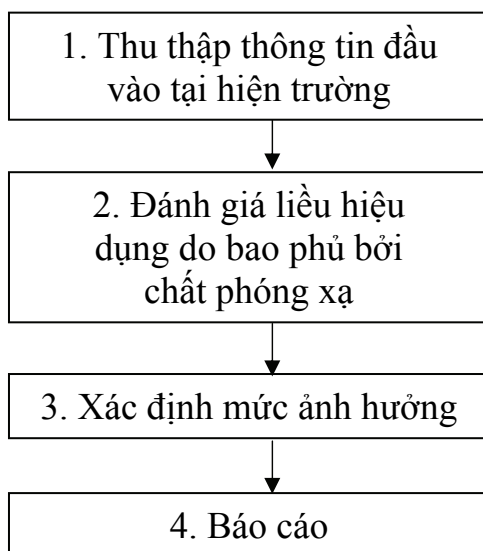 1. Thu thập thông tin đầu
vào tại hiện trường
2. Đánh giá liều hiệu
dụng do bao phủ bởi
chất phóng xạ
3. Xác định mức ảnh hưởng
4. Báo cáo